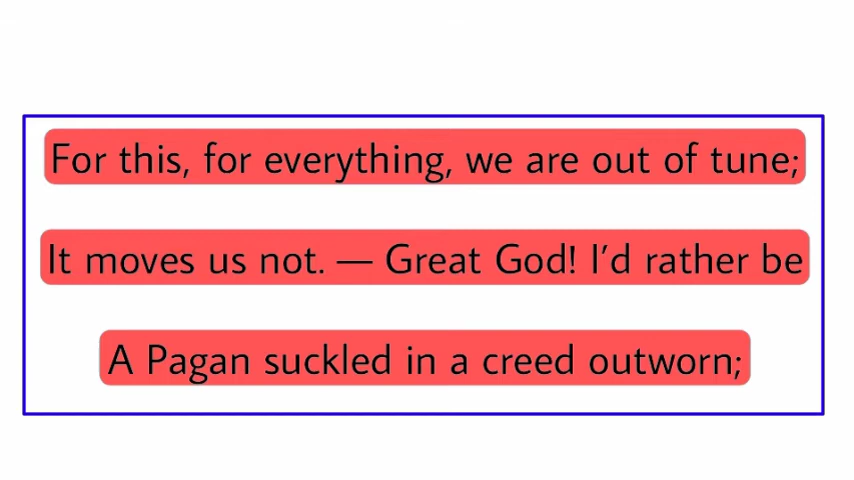 For this, for everything, we are out of tune;
It moves us not. — Great God! I’d rather be
A Pagan suckled in a creed outworn;